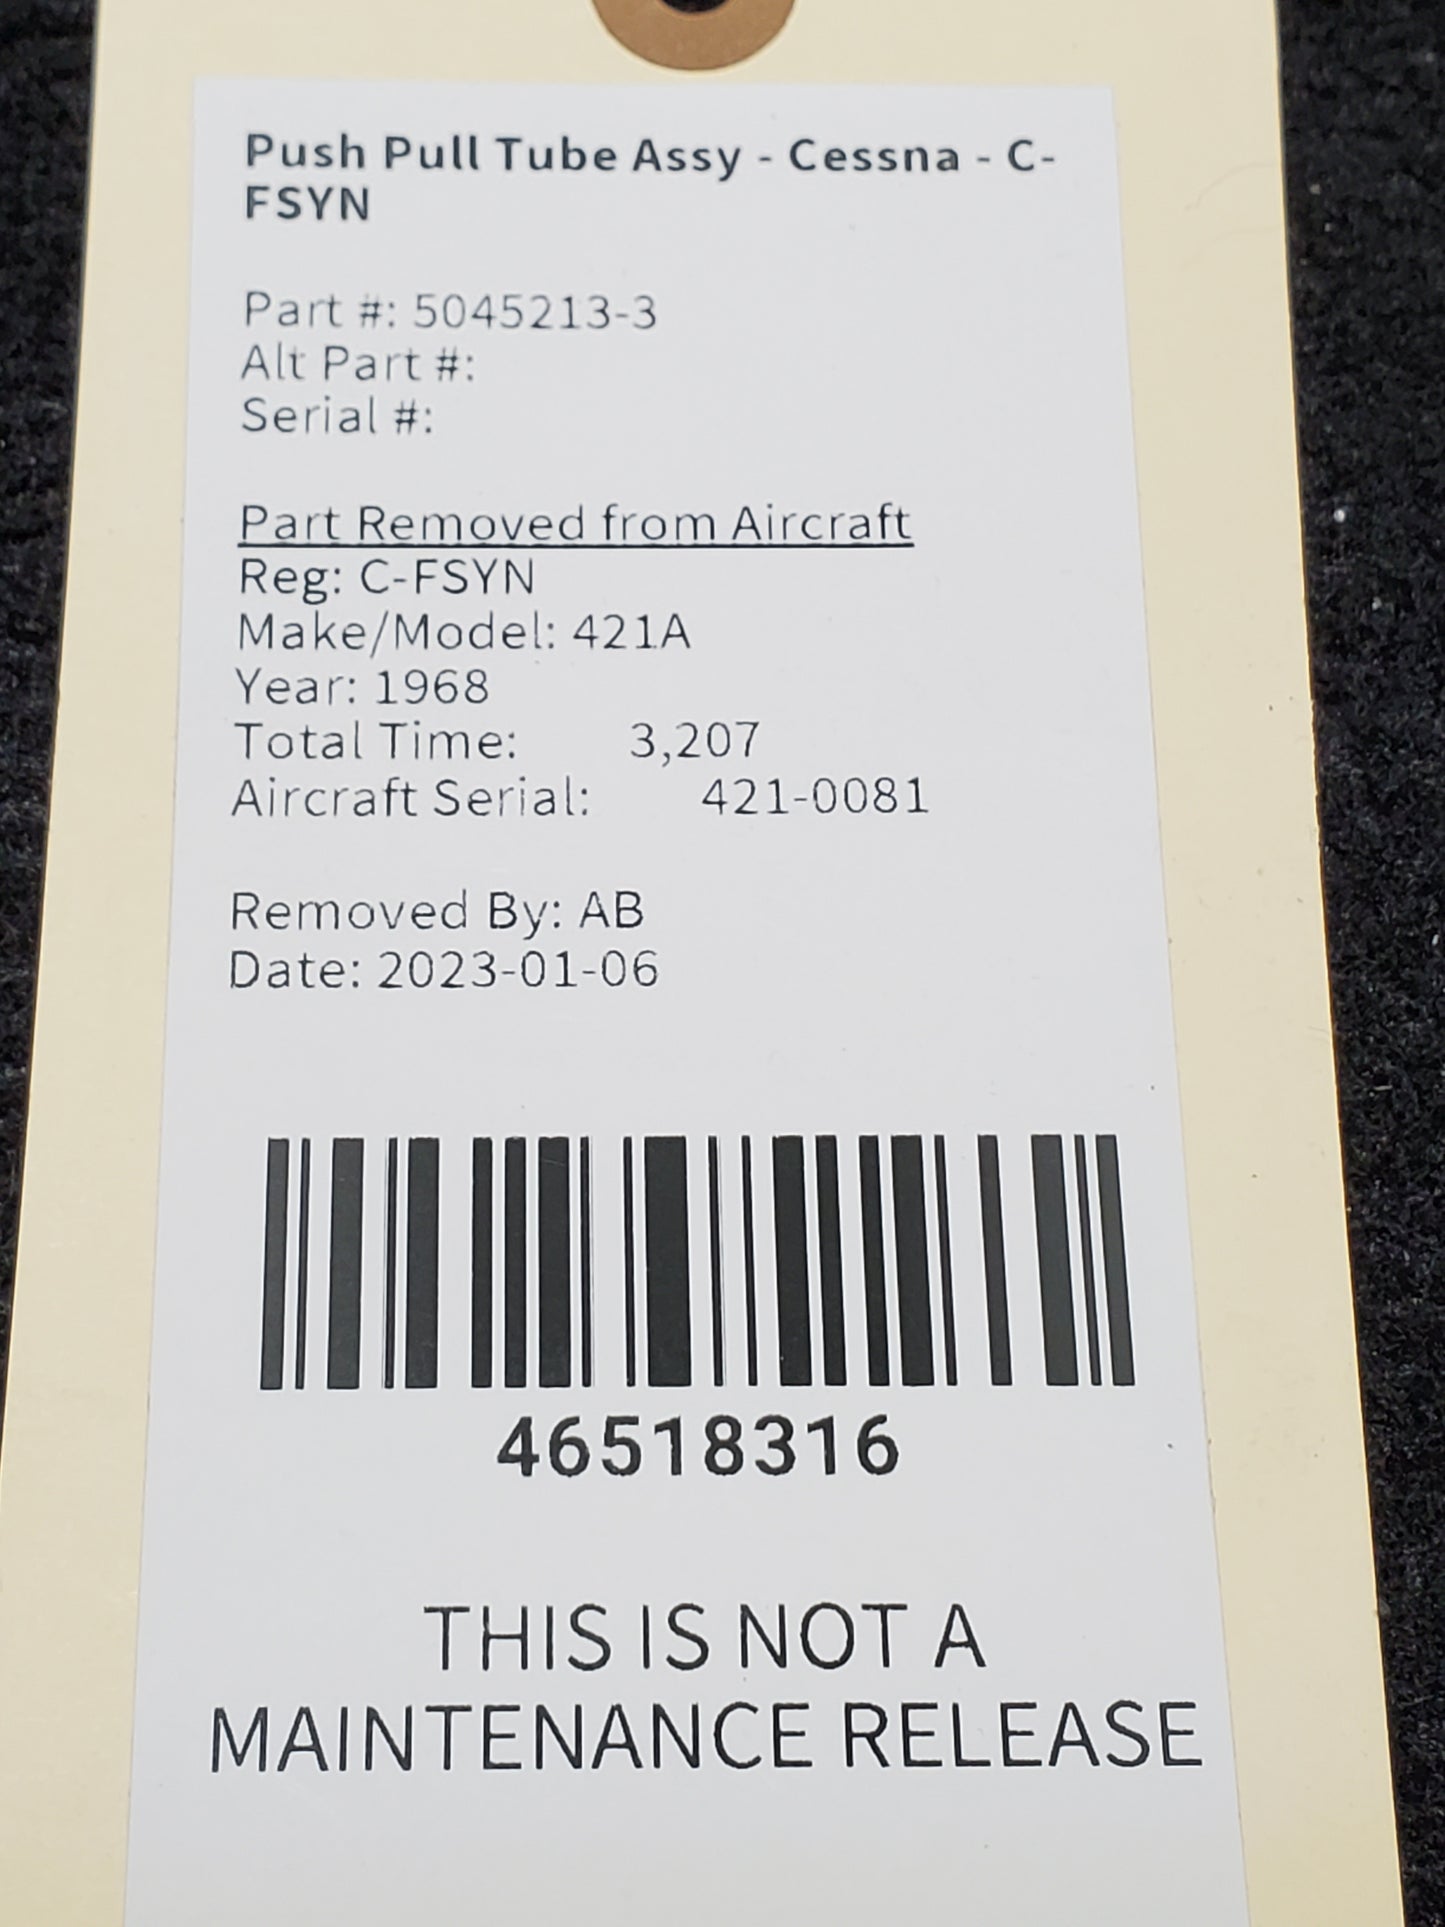 Push Pull Tube Assy - Cessna - C-
FSYN
Part #: 5045213-3
Alt Part #:
Serial #:
Part Removed from Aircraft
Reg: C-FSYN
Make/Model: 421A
Year: 1968
Total Time: 3,207
Aircraft Serial: 421-0081
Removed By: AB
Date: 2023-01-06
46518316
THIS IS NOT A
MAINTENANCE RELEASE